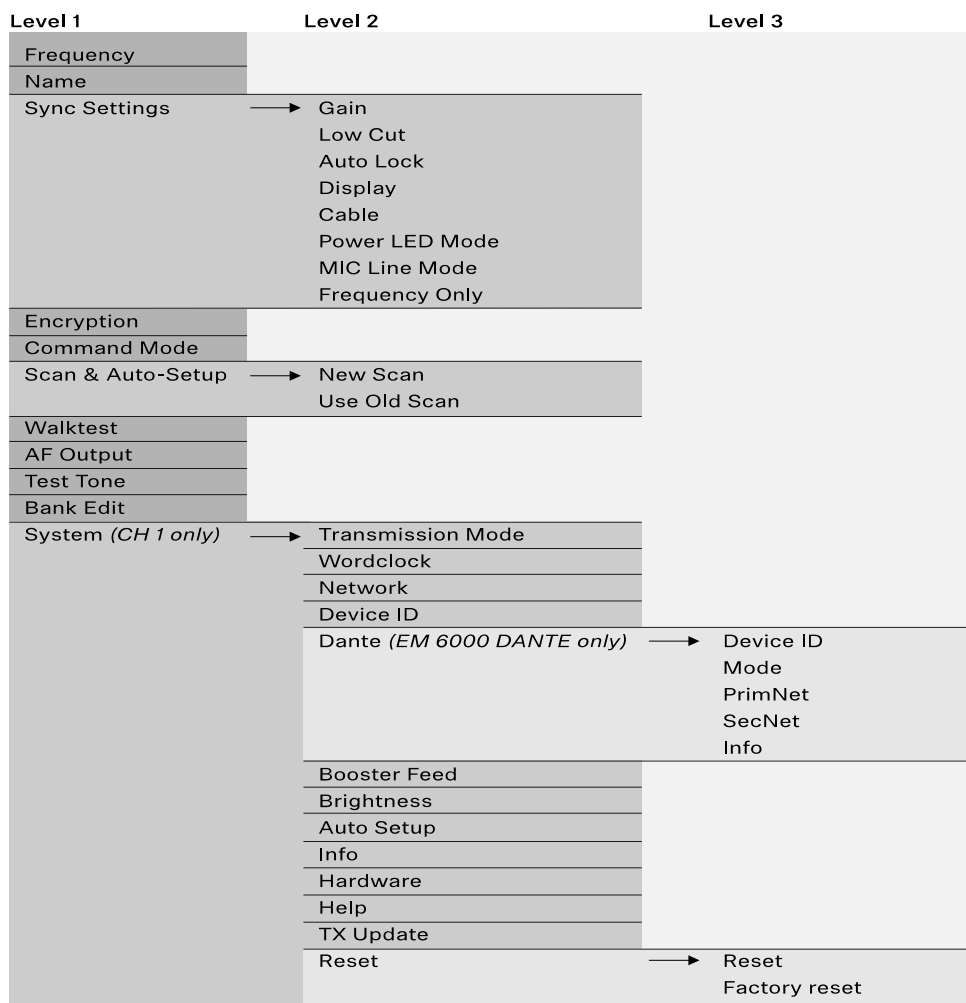 Level 1 Level 2 Level 3
Frequency
Name
Sync Settings Gain
Low Cut
Auto Lock
Display
Cable
Power LED Mode
MIC Line Mode
Frequency Only
Encryption
Command Mode
Scan & Auto-Setup New Scan
Use Old Scan
Walktest
AF Output
Test Tone
Bank Edit
System (CH 1 only) Transmission Mode
Wordclock
Network
Device ID
Dante (EM 6000 DANTE only) Device ID
Mode
PrimNet
SecNet
Info
Booster Feed
Brightness
Auto Setup
Info
Hardware
Help
TX Update
Reset Reset
Factory reset